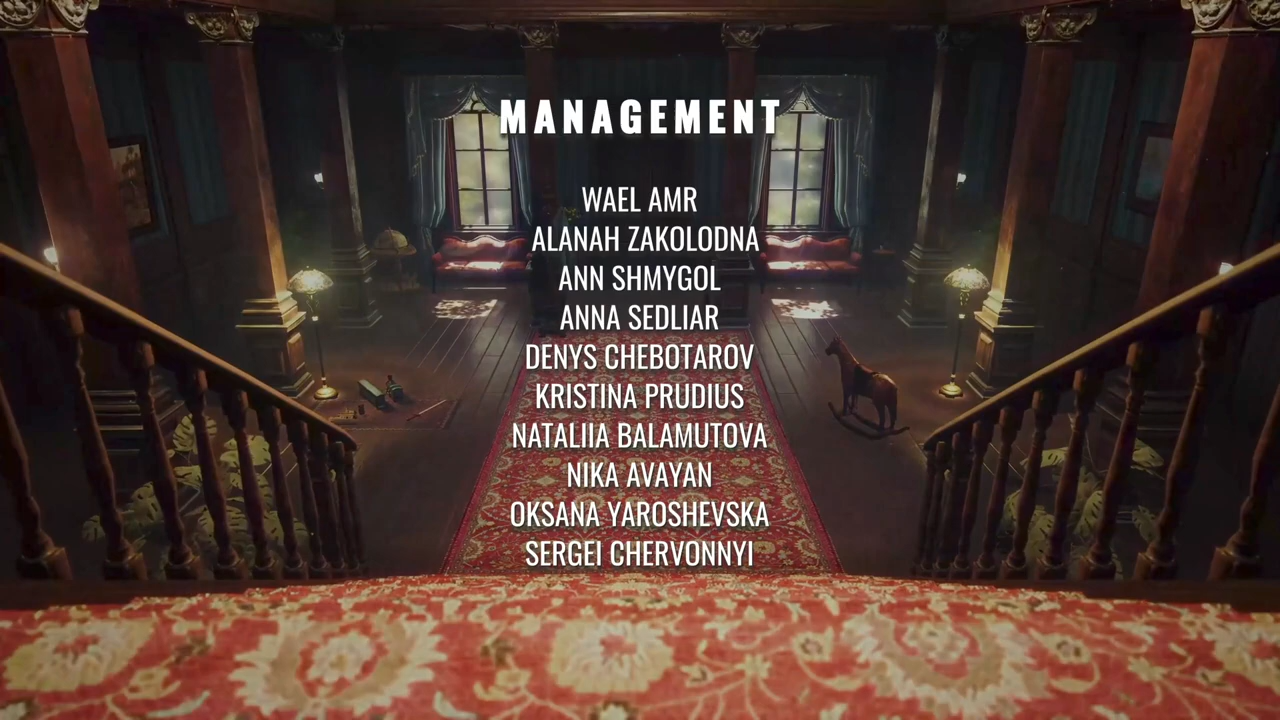 MANAGEMENT
WAEL AMR
ALANAH ZAKOLODNA
ANN SHMYGOL
ANNA SEDLIAR
DENYS CHEBOTAROV
KRISTINA PRUDIUS
NATALIIA BALAMUTOVA
NIKA AVAYAN
OKSANA YAROSHEVSKA
SERGEI CHERVONNYI